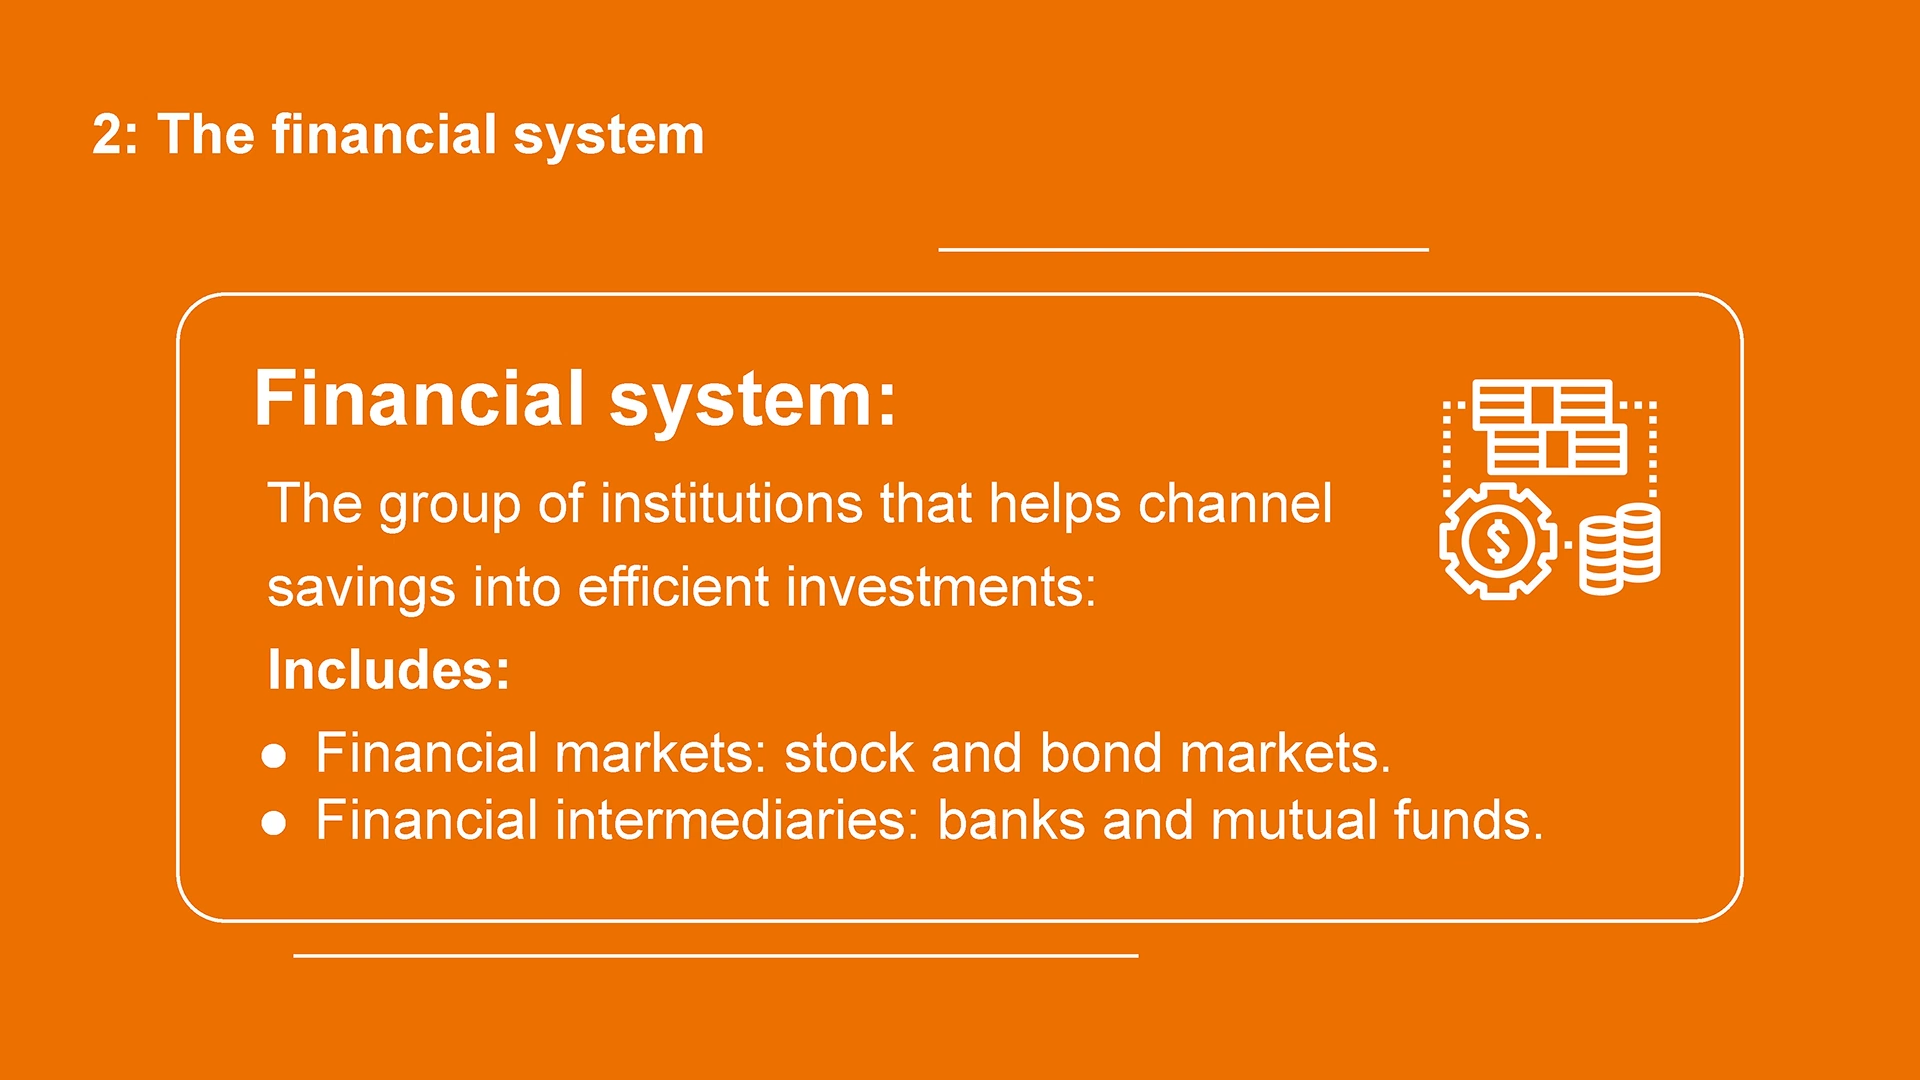 2: The financial system
Financial system:
The group of institutions that helps channel
savings into efficient investments:
Includes:
● Financial markets: stock and bond markets.
● Financial intermediaries: banks and mutual funds.
$